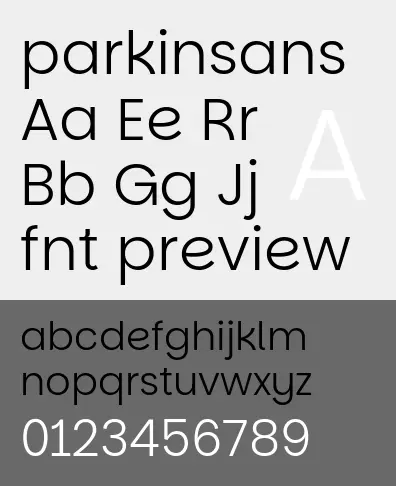 parkinsans
Aa Ee Rr
A
Bb Gg Jj
fnt preview
abcdefghijklm
nopqrstuvwxyz
0123456789